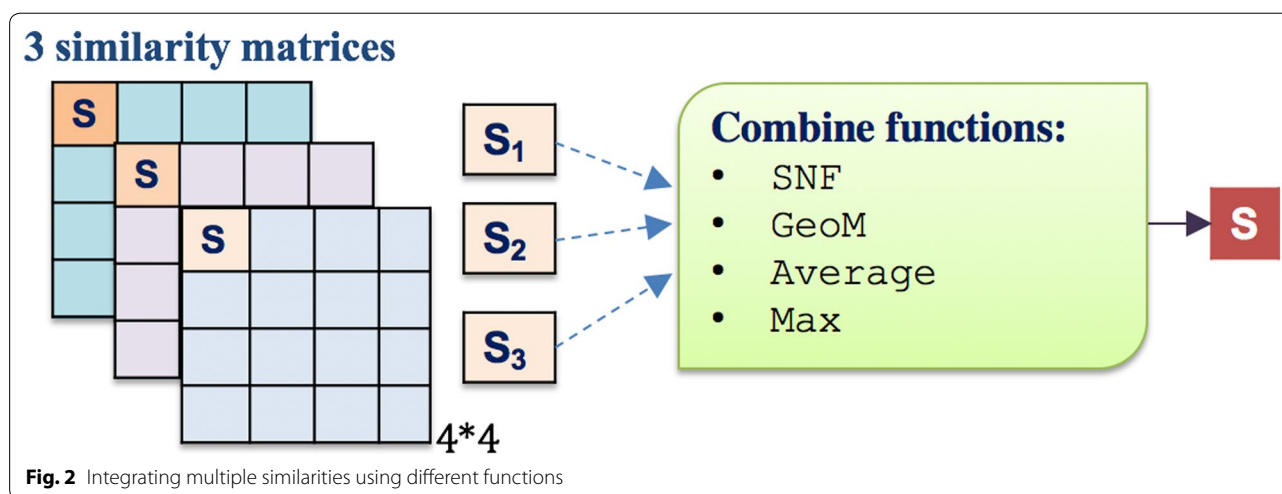 3 similarity matrices
S
S
S
4*4
S1
S2
S3
Combine functions:
• SNF
• GeoM
• Average
• Max
S
Fig. 2 Integrating multiple similarities using different functions